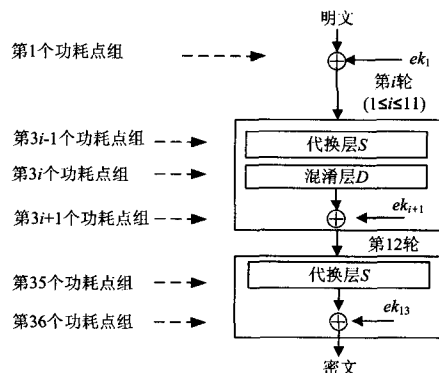 明文
第1个功耗点组
ek1
第i轮
(1≤i≤11)
第3i-1个功耗点组
代换层S
第3i个功耗点组
混淆层D
第3i+1个功耗点组
eki+1
第12轮
第35个功耗点组
代换层S
第36个功耗点组
ek13
密文